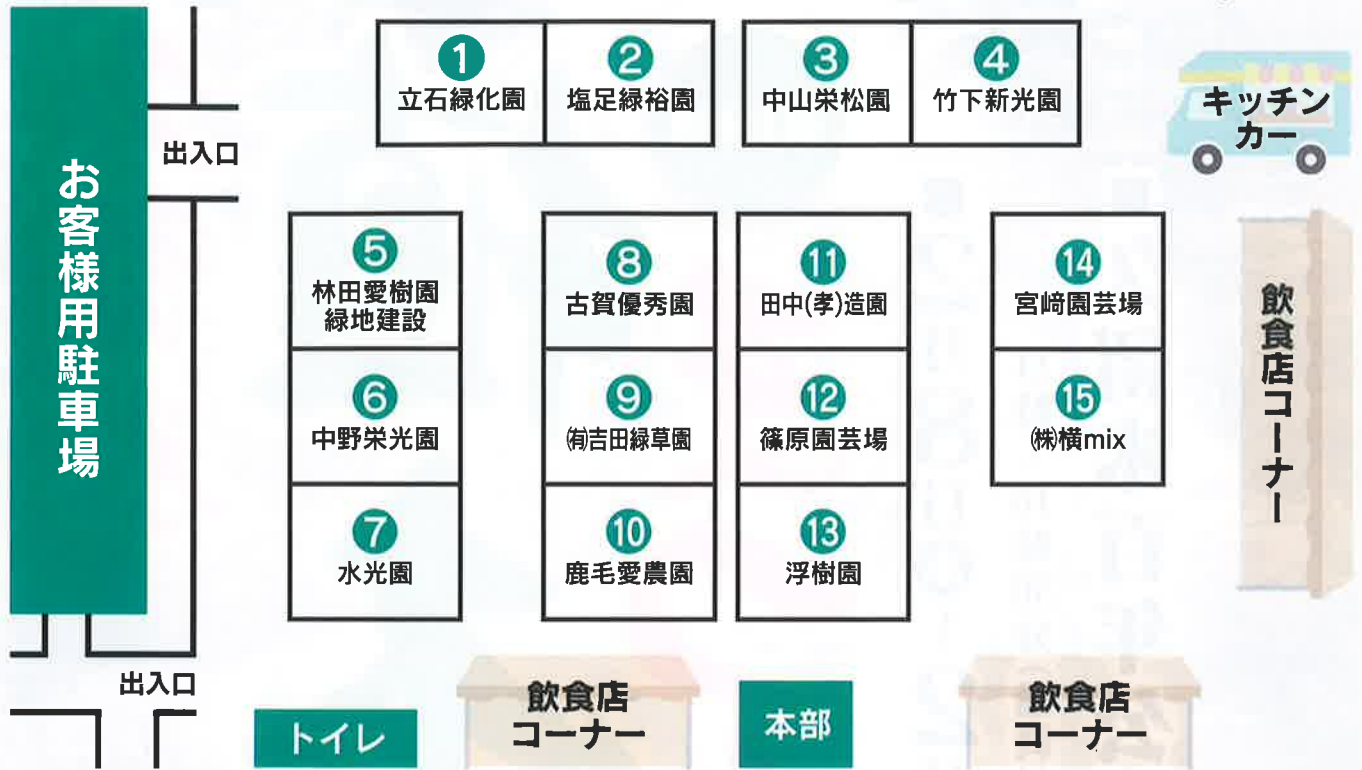 1
立石緑化園
2
塩足緑裕園
3
中山栄松園
4
竹下新光園
キッチン
カー
出入口
お客様用駐車場
5
林田愛樹園
緑地建設
8
古賀優秀園
11
田中(孝)造園
14
宮﨑園芸場
飲食店コーナー
6
中野栄光園
9
㈲吉田緑草園
12
篠原園芸場
15
㈱横mix
7
水光園
10
鹿毛愛農園
13
浮樹園
出入口
トイレ
飲食店
コーナー
本部
飲食店
コーナー